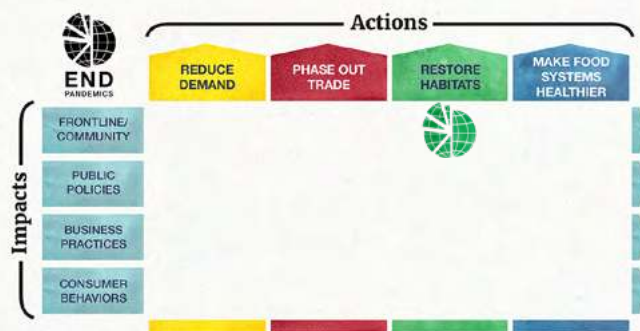 Actions
END
PANDEMICS
REDUCE
DEMAND
PHASE OUT
TRADE
RESTORE
HABITATS
MAKE FOOD
SYSTEMS
HEALTHIER
Impacts
FRONTLINE/
COMMUNITY
PUBLIC
POLICIES
BUSINESS
PRACTICES
CONSUMER
BEHAVIORS